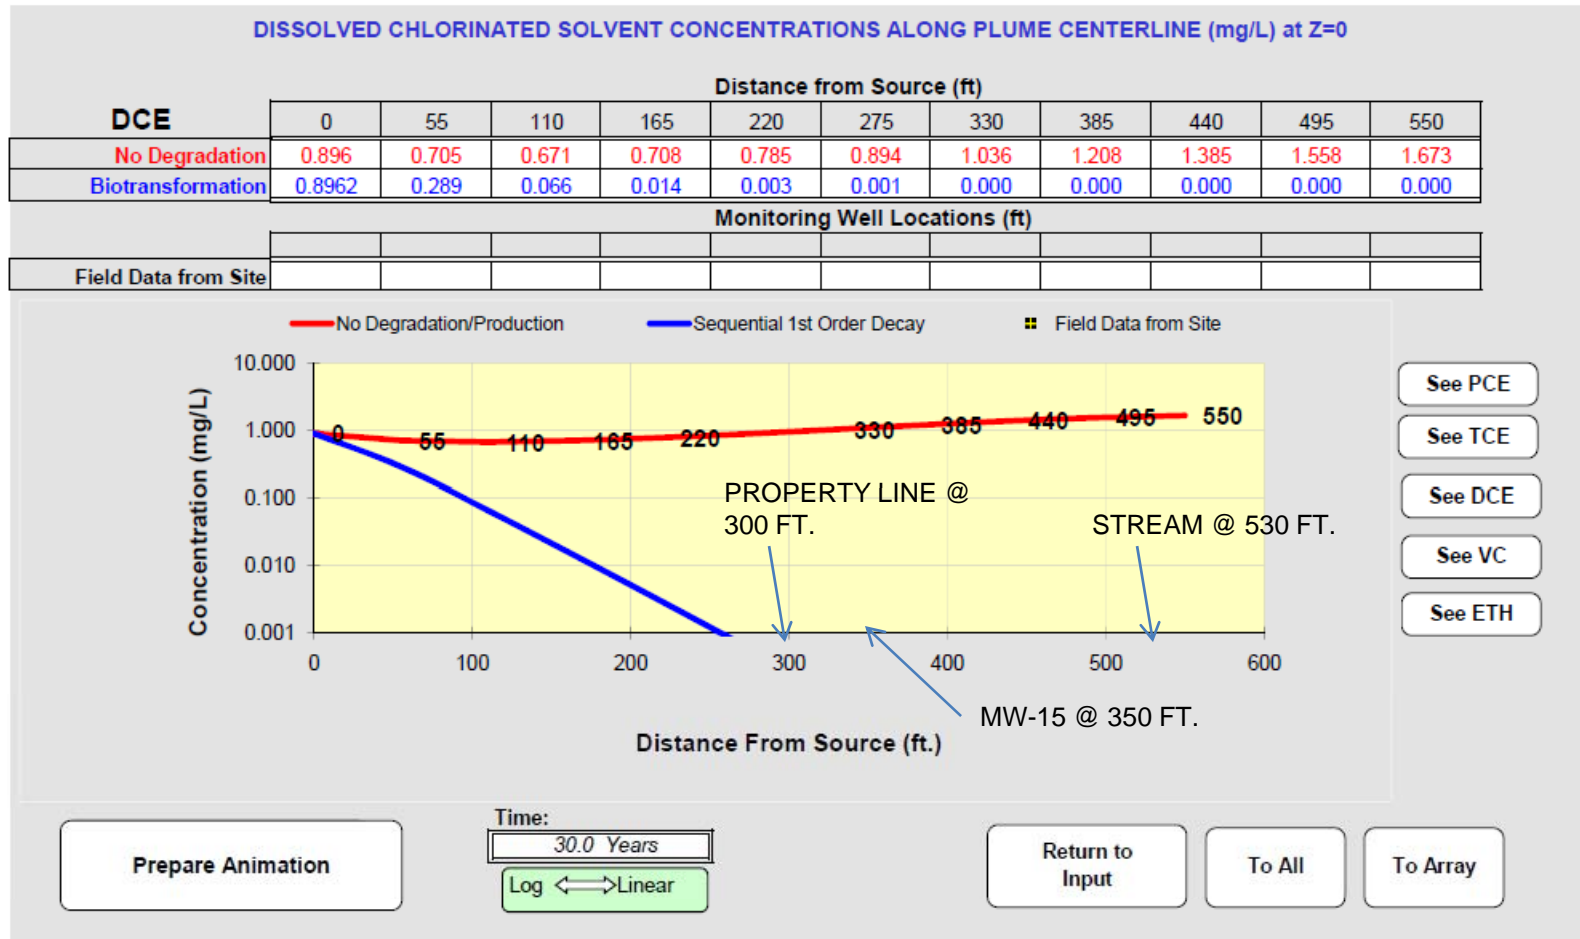 DISSOLVED CHLORINATED SOLVENT CONCENTRATIONS ALONG PLUME CENTERLINE (mg/L) at Z=0
Distance from Source (ft)
DCE 0 55 110 165 220 275 330 385 440 495 550
No Degradation 0.896 0.705 0.671 0.708 0.785 0.894 1.036 1.208 1.385 1.558 1.673
Biotransformation 0.8962 0.289 0.066 0.014 0.003 0.001 0.000 0.000 0.000 0.000 0.000
Monitoring Well Locations (ft)
Field Data from Site
No Degradation/Production Sequential 1st Order Decay Field Data from Site
Concentration (mg/L)
10.000
1.000
0.100
0.010
0.001
0 55 110 165 220 330 385 440 495 550
PROPERTY LINE @
300 FT.
STREAM @ 530 FT.
0 100 200 300 400 500 600
MW-15 @ 350 FT.
Distance From Source (ft.)
See PCE
See TCE
See DCE
See VC
See ETH
Prepare Animation
Time:
30.0 Years
Log Linear
Return to
Input
To All
To Array